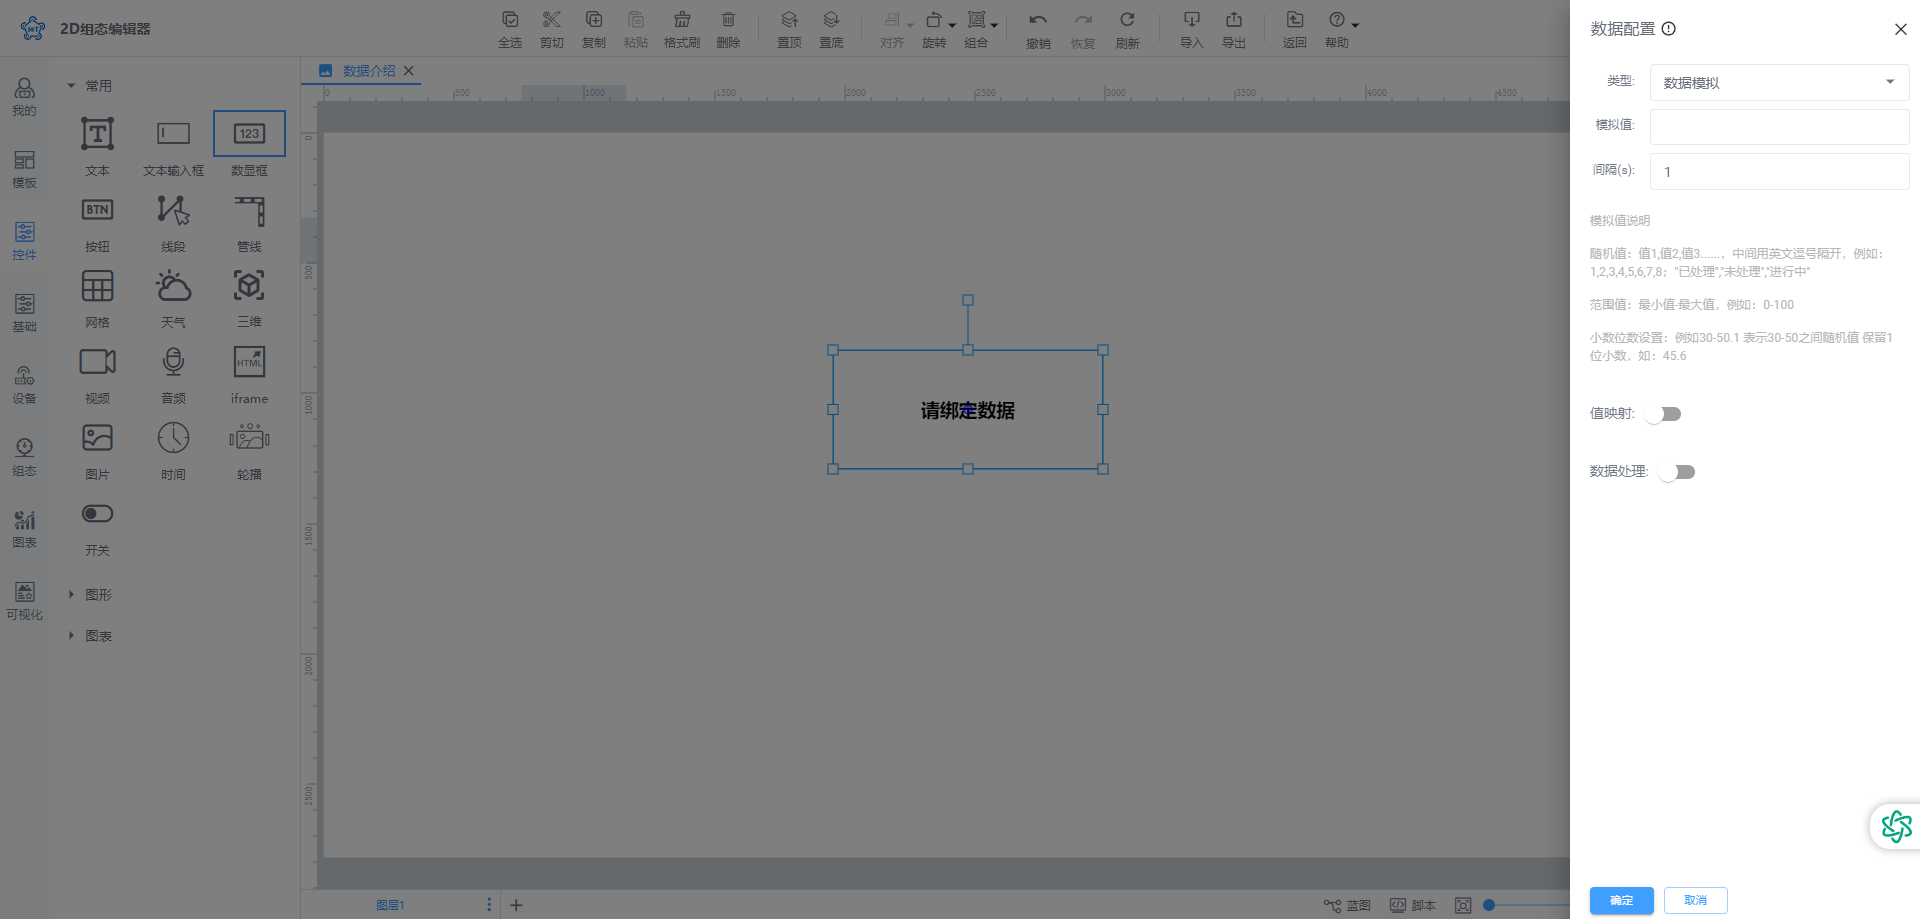 2D组态编辑器
全选 剪切 复制 粘贴 格式刷 删除 置顶 置底 对齐 旋转 组合 撤销 恢复 刷新 导入 导出 返回 帮助
我的
模板
控件
基础
设备
组态
图表
可视化
常用
T I 123
文本 文本输入框 数显框
BTN
按钮 线段 管线
网格 天气 三维
HTML
视频 音频 iframe
图片 时间 轮播
开关
图形
图表
数据介绍
0 500 1000 1500 2000 2500 3000 3500 4000 4500
0
500
1000
1500
2000
2500
请绑定数据
图层1
蓝图 脚本
数据配置
类型: 数据模拟
模拟值:
间隔(s): 1
模拟值说明
随机值：值1,值2,值3......，中间用英文逗号隔开，例如：
1,2,3,4,5,6,7,8；"已处理","未处理","进行中"
范围值：最小值-最大值，例如：0-100
小数位数设置：例如30-50.1 表示30-50之间随机值 保留1
位小数，如：45.6
值映射:
数据处理:
确定 取消